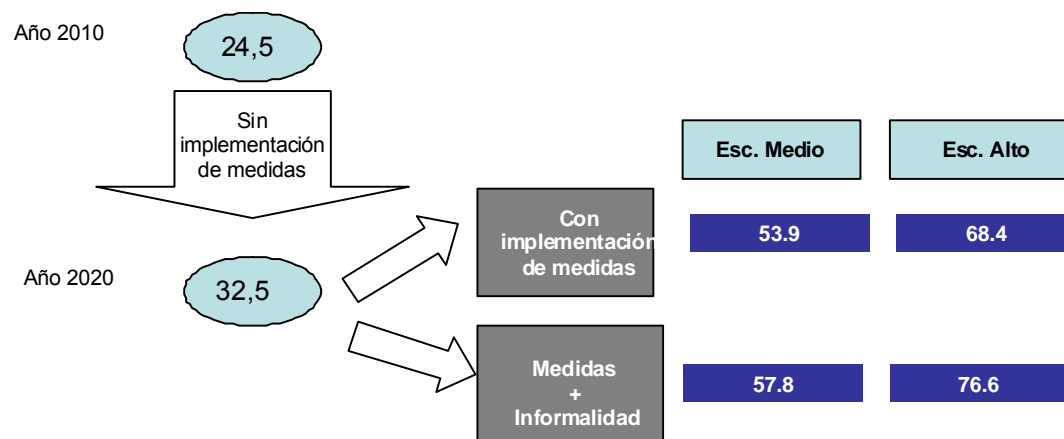 Año 2010
24,5
Sin
implementación
de medidas
Esc. Medio
Esc. Alto
Con
implementación
de medidas
53.9
68.4
Año 2020
32,5
Medidas
+
Informalidad
57.8
76.6